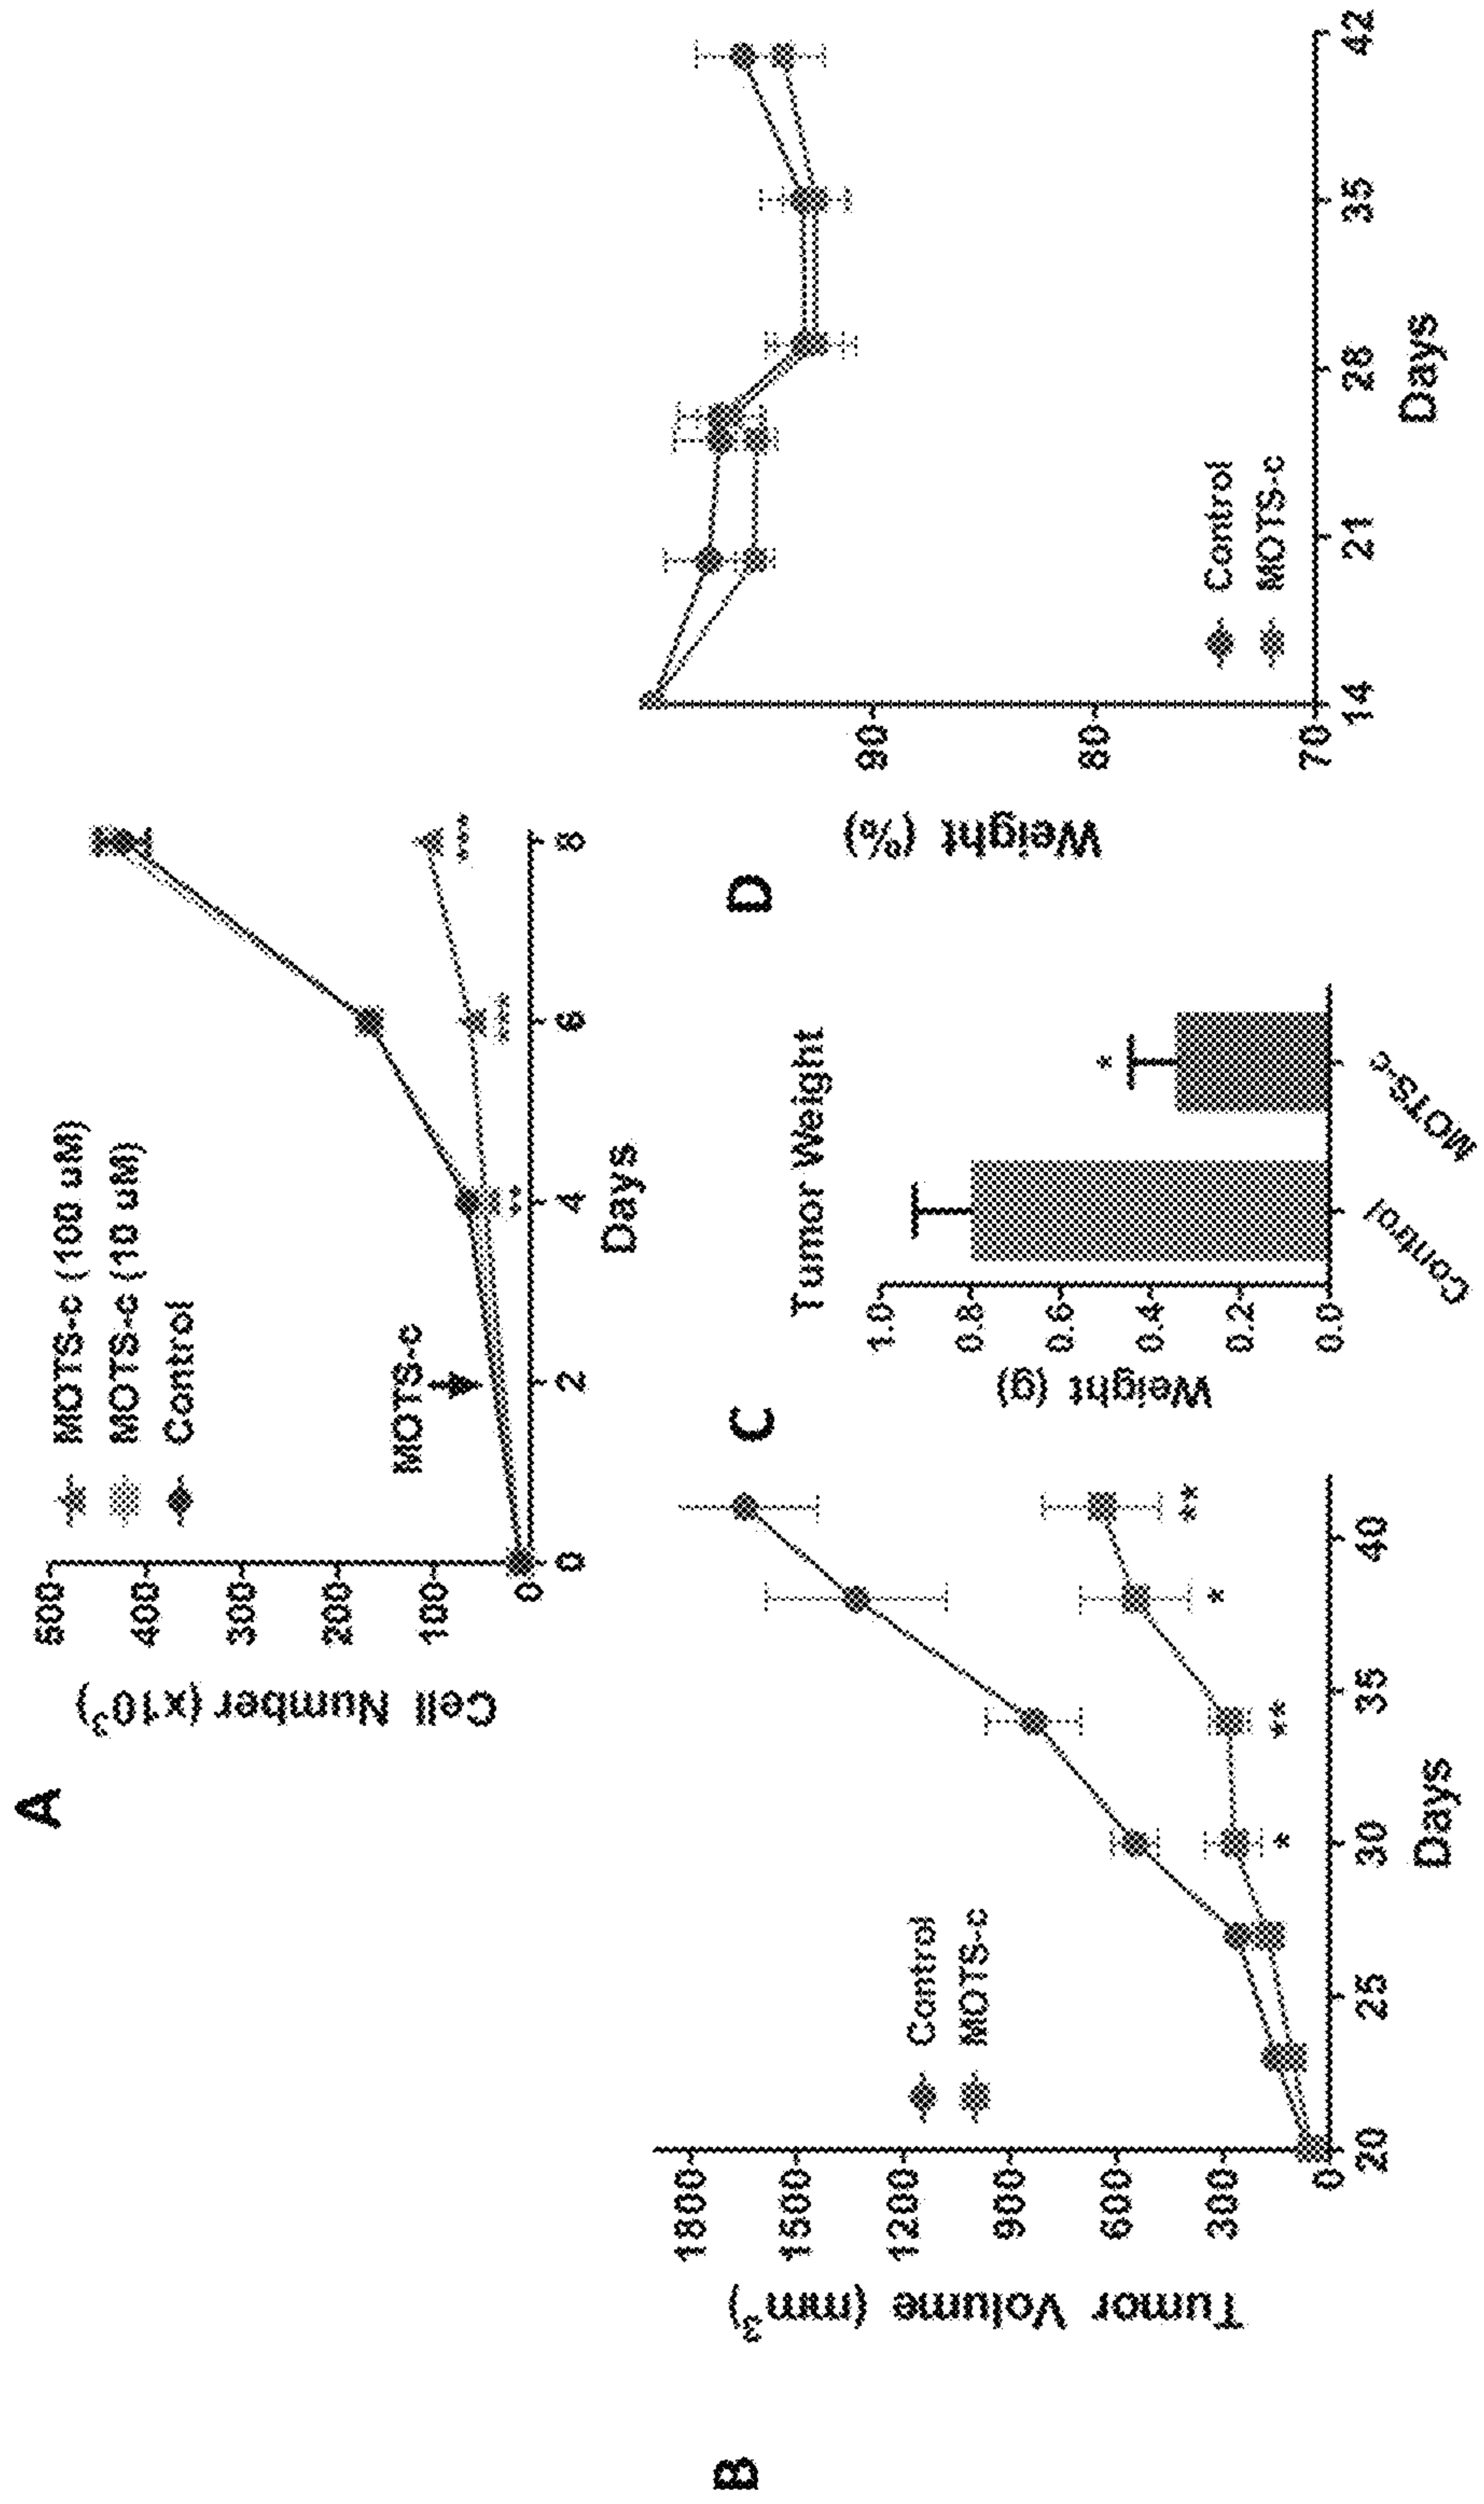 A
Cell Number (x10³)
500
400
300
200
100
0
MOTS-c (100 uM)
MOTS-c (10 uM)
Control
MOTS-c
****
****
**
0
2
4
6
8
Days
B
Tumor Volume (mm³)
1800
1500
1200
900
600
300
0
Control
MOTS-c
*
**
*
**
20
25
30
35
40
Days
C
Tumor Weight
Weight (g)
1.0
0.8
0.6
0.4
0.2
0.0
*
Control
MOTS-c
D
Weight (%)
90
80
70
Control
MOTS-c
14
21
28
35
42
Days